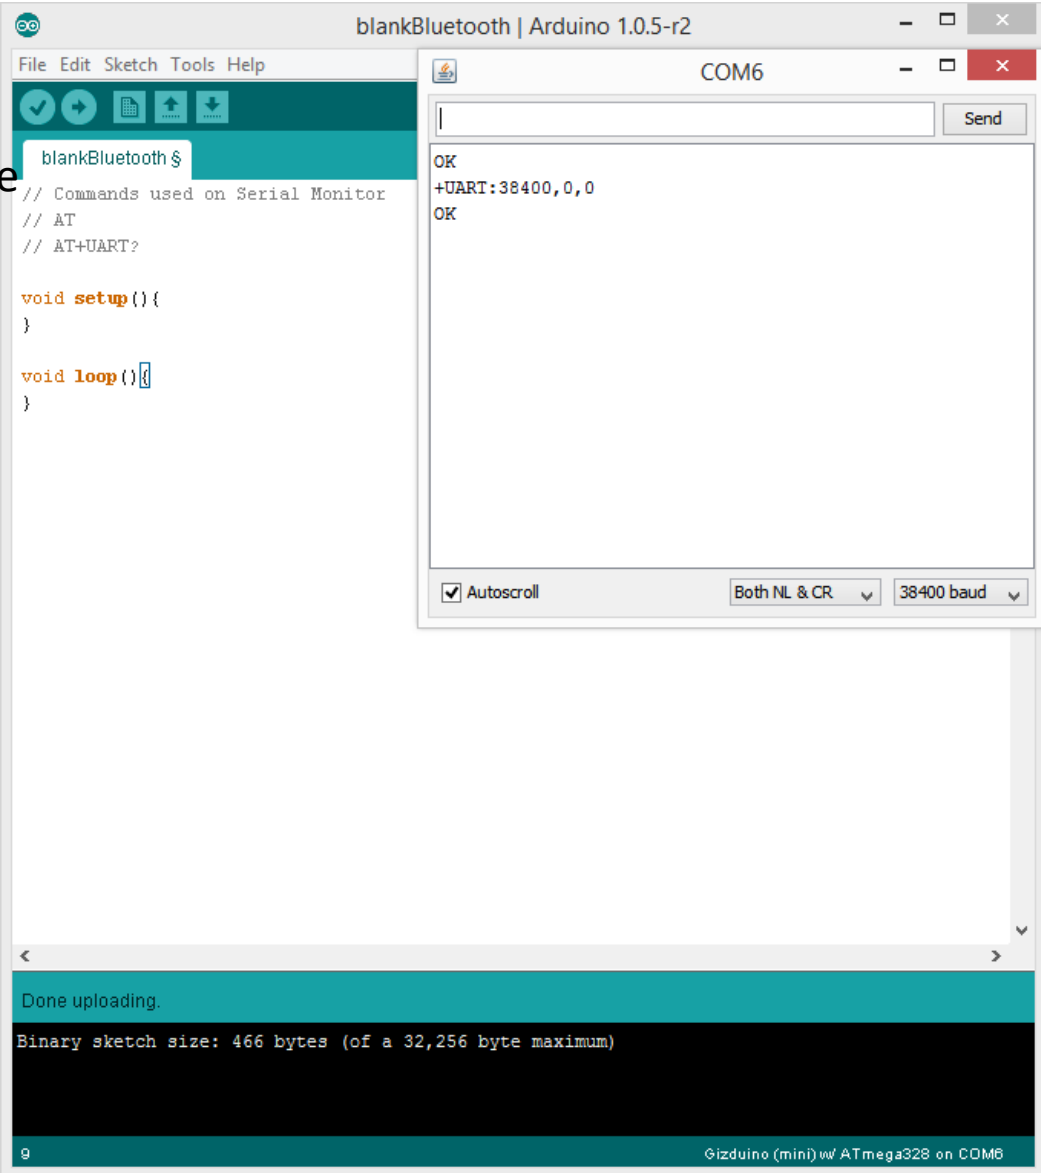 blankBluetooth | Arduino 1.0.5-r2
File Edit Sketch Tools Help
blankBluetooth §
e
// Commands used on Serial Monitor
// AT
// AT+UART?
void setup(){
}
void loop(){
}
COM6
Send
OK
+UART:38400,0,0
OK
Autoscroll
Both NL & CR
38400 baud
Done uploading.
Binary sketch size: 466 bytes (of a 32,256 byte maximum)
9
Gizduino (mini) w/ ATmega328 on COM6